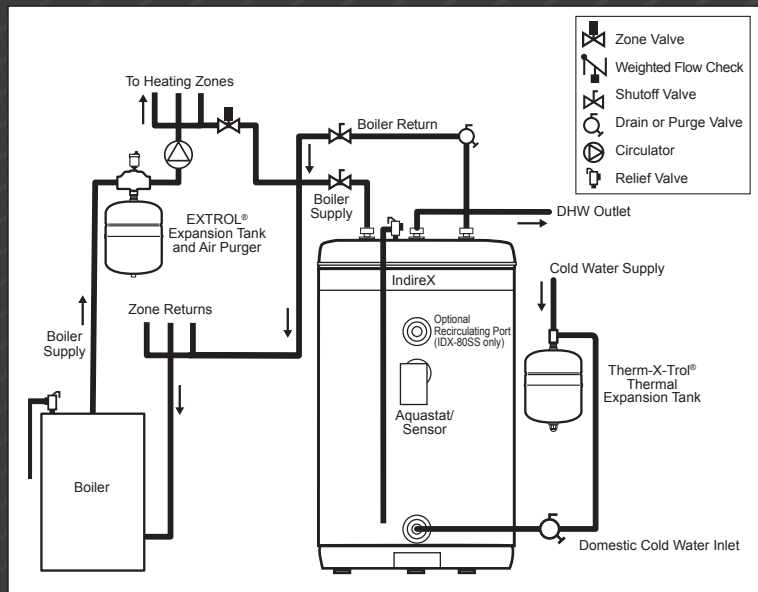 Zone Valve
Weighted Flow Check
Shutoff Valve
Drain or Purge Valve
Circulator
Relief Valve
To Heating Zones
Boiler Return
Boiler
Supply
DHW Outlet
EXTROL®
Expansion Tank
and Air Purger
Cold Water Supply
IndireX
Zone Returns
Optional
Recirculating Port
(IDX-80SS only)
Boiler
Supply
Therm-X-Trol®
Thermal
Expansion Tank
Aquastat/
Sensor
Boiler
Domestic Cold Water Inlet